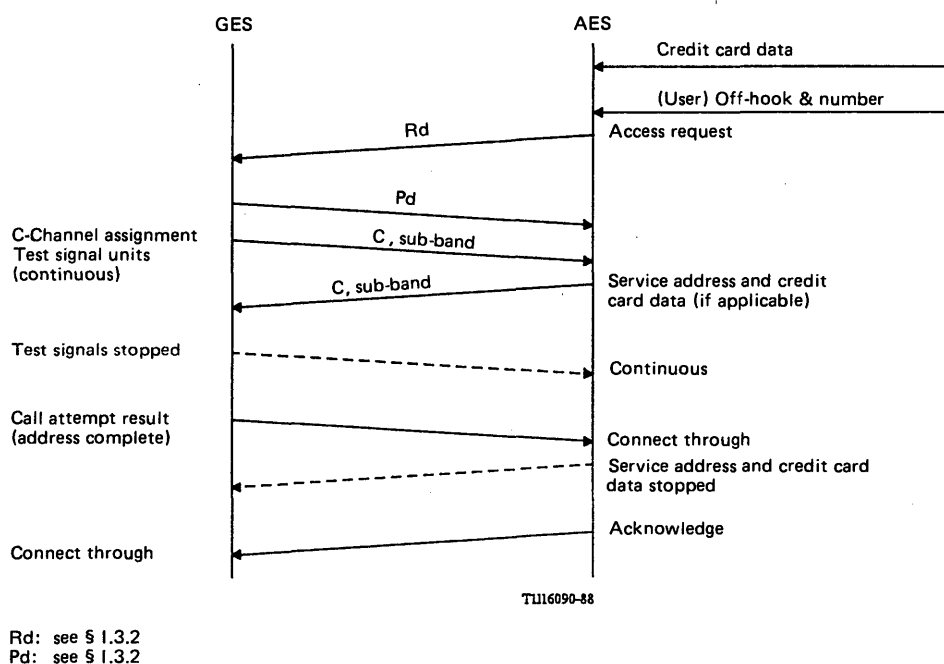 GES
AES
Credit card data
(User) Off-hook & number
Rd
Access request
Pd
C-Channel assignment
Test signal units
(continuous)
C, sub-band
C, sub-band
Service address and credit
card data (if applicable)
Test signals stopped
Continuous
Call attempt result
(address complete)
Connect through
Service address and credit card
data stopped
Acknowledge
Connect through
T1116090-88
Rd: see § 1.3.2
Pd: see § 1.3.2